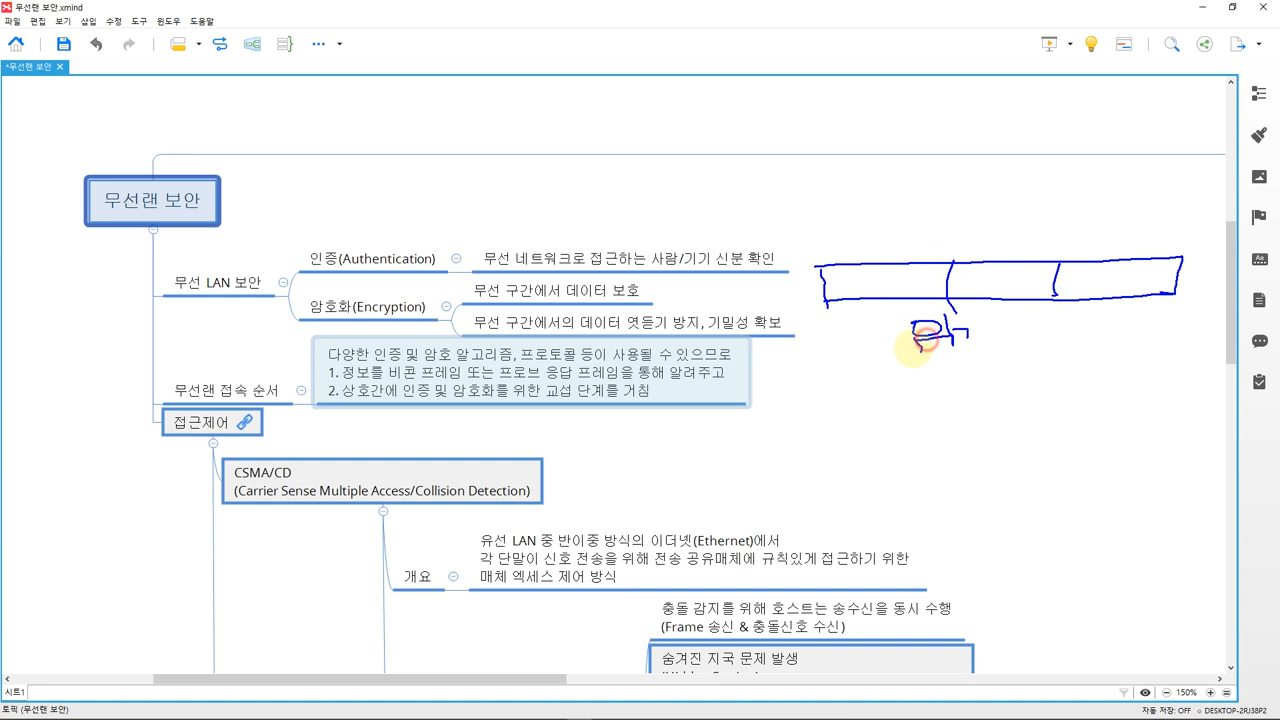 무선랜 보안.xmind
파일 편집 보기 삽입 수정 도구 윈도우 도움말
*무선랜 보안
무선랜 보안
무선 LAN 보안
인증(Authentication)
무선 네트워크로 접근하는 사람/기기 신분 확인
암호화(Encryption)
무선 구간에서 데이터 보호
무선 구간에서의 데이터 엿듣기 방지, 기밀성 확보
무선랜 접속 순서
다양한 인증 및 암호 알고리즘, 프로토콜 등이 사용될 수 있으므로
1. 정보를 비콘 프레임 또는 프로브 응답 프레임을 통해 알려주고
2. 상호간에 인증 및 암호화를 위한 교섭 단계를 거침
접근제어
CSMA/CD
(Carrier Sense Multiple Access/Collision Detection)
개요
유선 LAN 중 반이중 방식의 이더넷(Ethernet)에서
각 단말이 신호 전송을 위해 전송 공유매체에 규칙있게 접근하기 위한
매체 엑세스 제어 방식
충돌 감지를 위해 호스트는 송수신을 동시 수행
(Frame 송신 & 충돌신호 수신)
숨겨진 지국 문제 발생
시트1
150%
토픽 (무선랜 보안)
자동 저장: OFF
DESKTOP-2RJ38P2